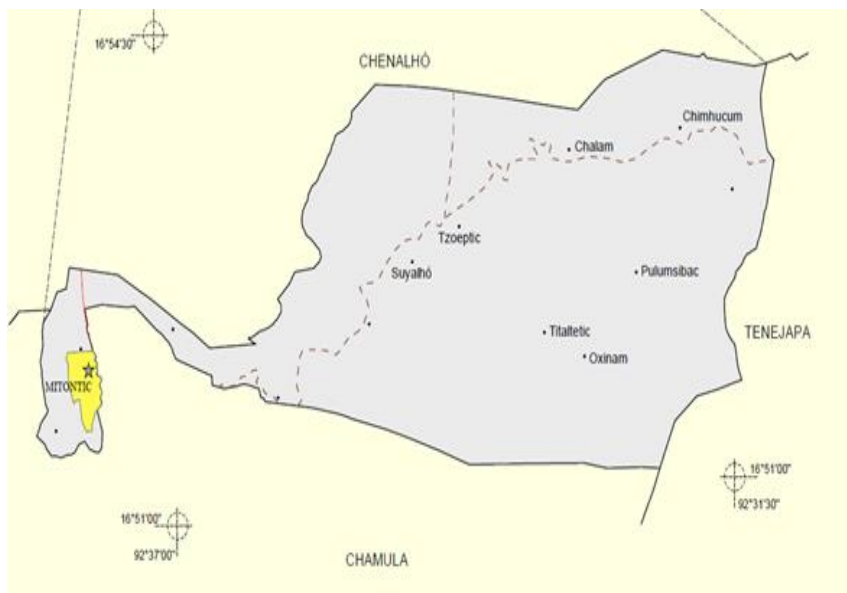 16°54'30"
CHENALHÓ
Chimhucum
Chalam
Tzoeptic
Suyalhó
Pulumsibac
Titaltetic
TENEJAPA
Oxinam
MITONTIC
16°51'00"
92°31'30"
16°51'00"
92°37'00"
CHAMULA